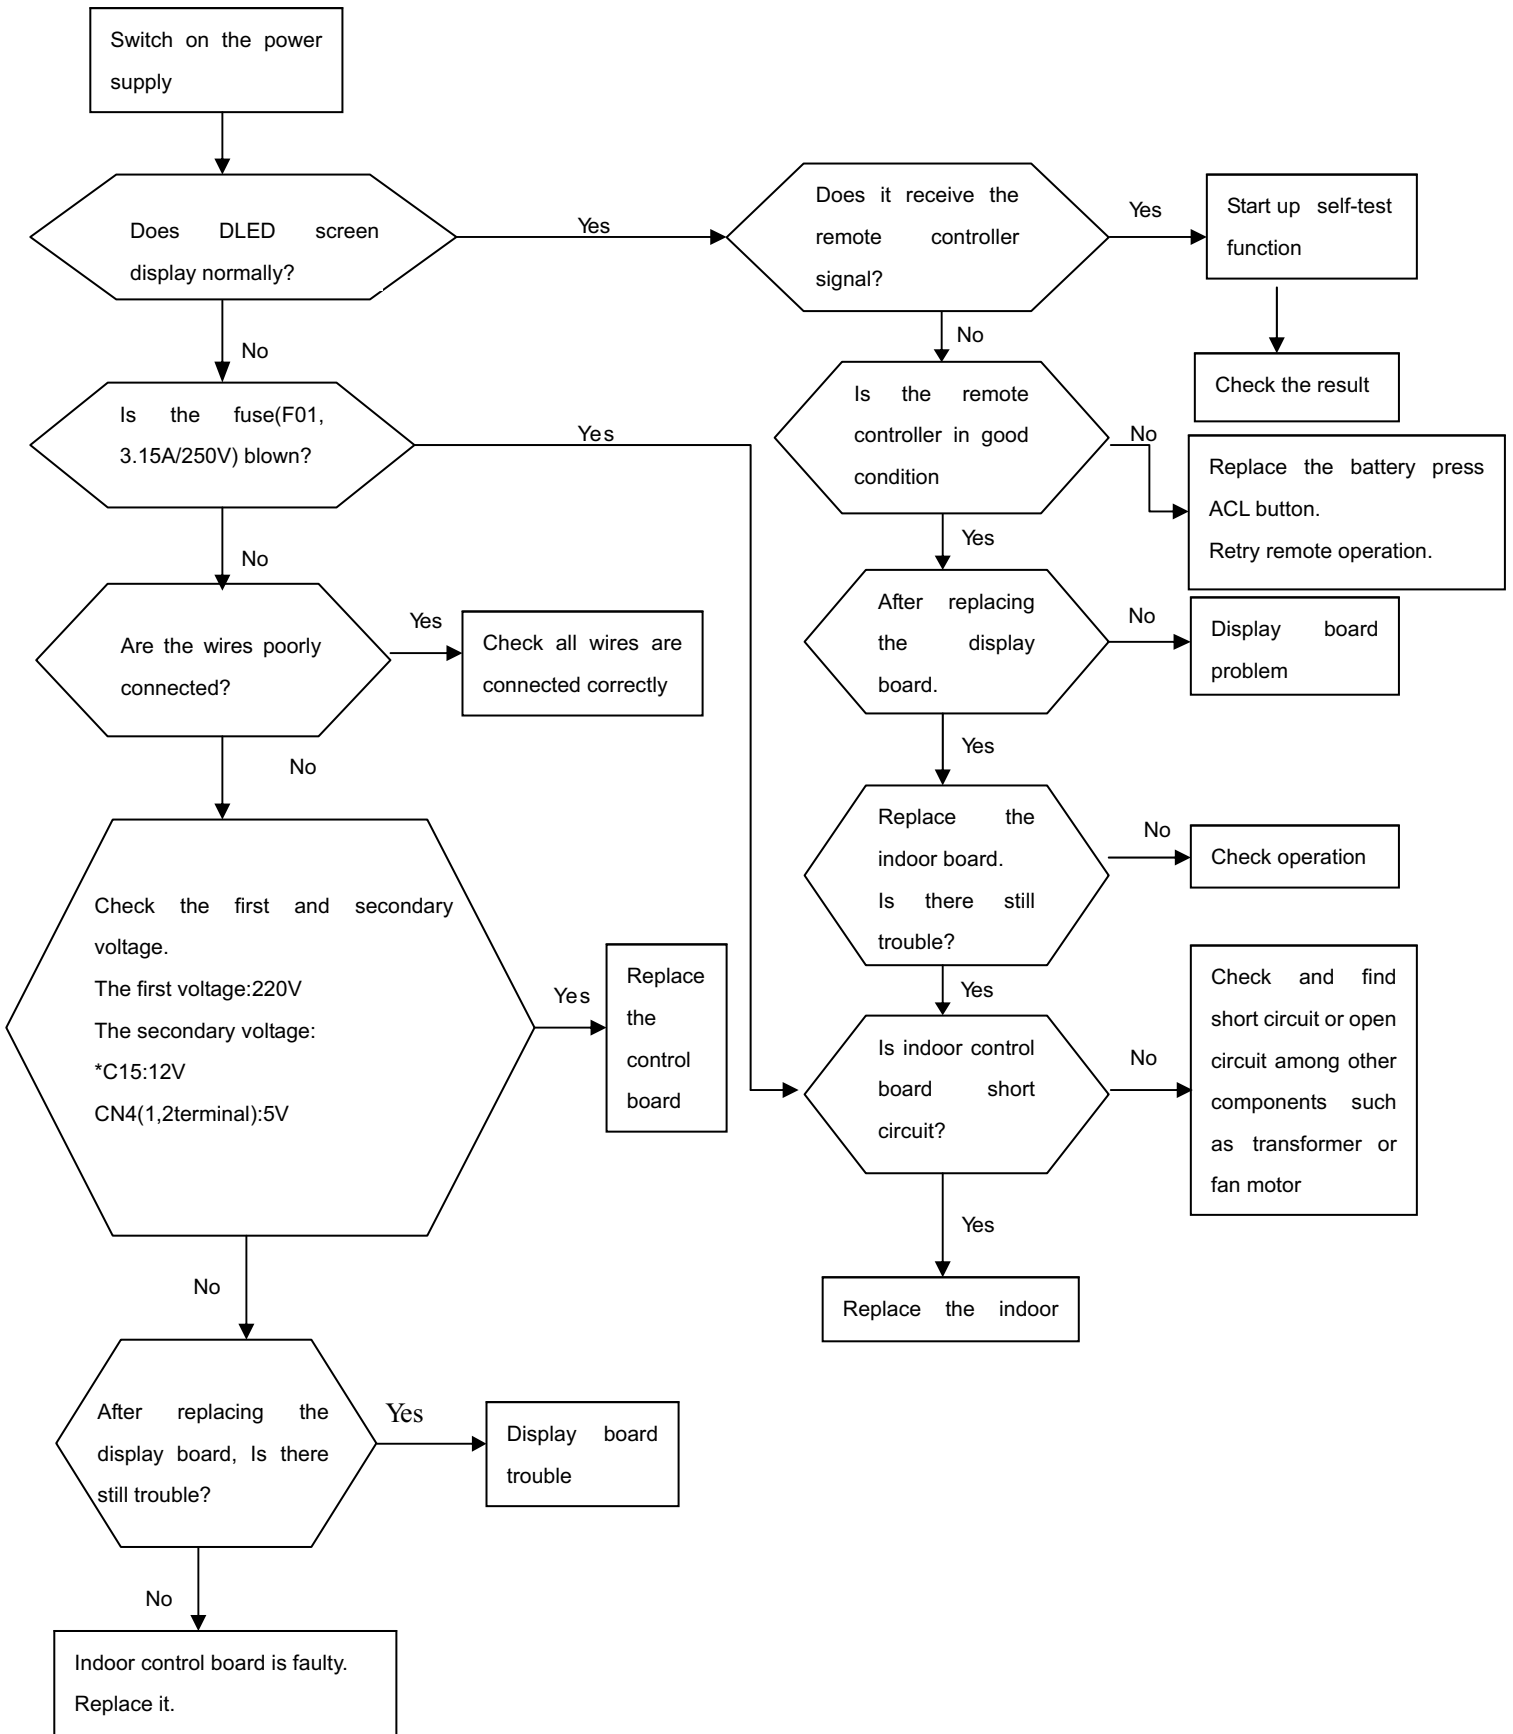 Switch on the power
supply
Does DLED screen
display normally?
Yes
Does it receive the
remote controller
signal?
Yes
Start up self-test
function
Check the result
No
Is the fuse(F01,
3.15A/250V) blown?
Yes
No
Is the remote
controller in good
condition
No
Replace the battery press
ACL button.
Retry remote operation.
No
Are the wires poorly
connected?
Yes
Check all wires are
connected correctly
Yes
After replacing
the display
board.
No
Display board
problem
No
Yes
Replace the
indoor board.
Is there still
trouble?
No
Check operation
Check the first and secondary
voltage.
The first voltage:220V
The secondary voltage:
*C15:12V
CN4(1,2terminal):5V
Yes
Replace
the
control
board
Yes
Is indoor control
board short
circuit?
No
Check and find
short circuit or open
circuit among other
components such
as transformer or
fan motor
Yes
Replace the indoor
No
After replacing the
display board, Is there
still trouble?
Yes
Display board
trouble
No
Indoor control board is faulty.
Replace it.